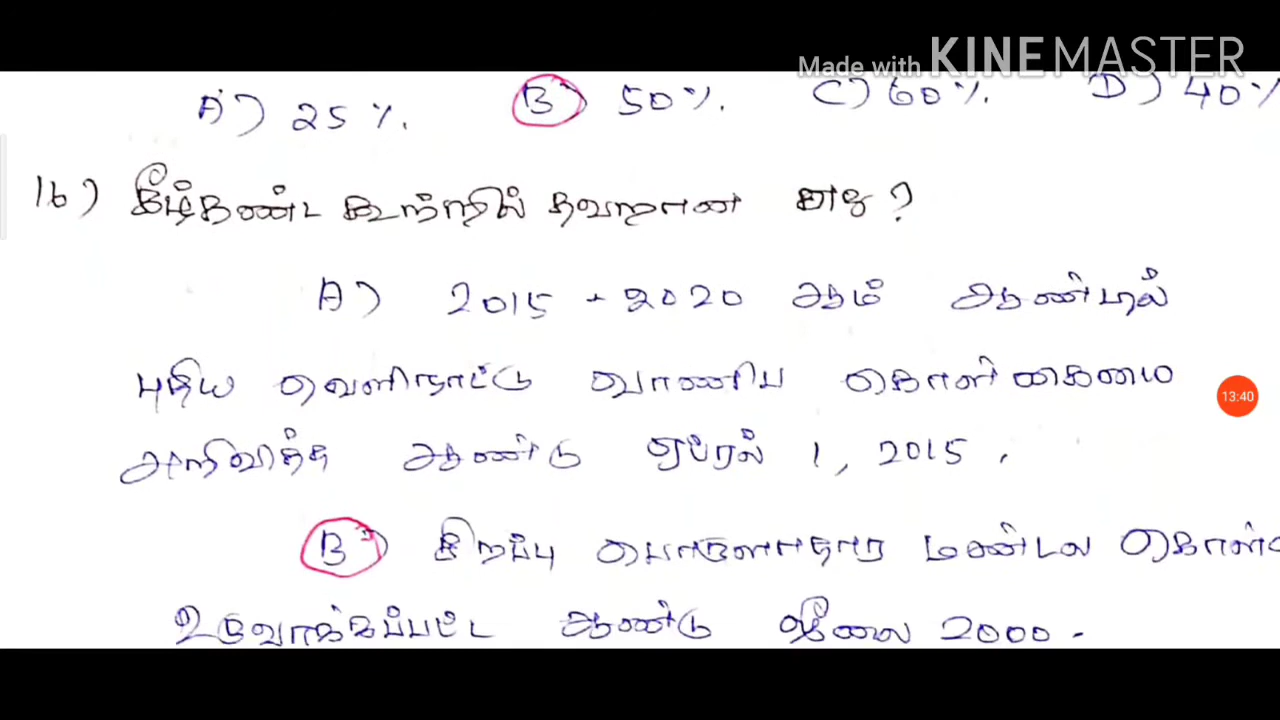 Made with KINEMASTER
A) 25 %. B) 50%. C) 60%. D) 40%
16) கீழ்கண்ட கூற்றில் தவறான எது?
A) 2015 - 2020 ஆம் ஆண்டில்
புதிய வெளிநாட்டு வாணிய கொள்கைமை
அறிவித்த ஆண்டு ஏப்ரல் 1, 2015.
13:40
B) சிறப்பு பொருளாதார மண்டல
உருவாக்கப்பட்ட ஆண்டு ஜீலை 2000.